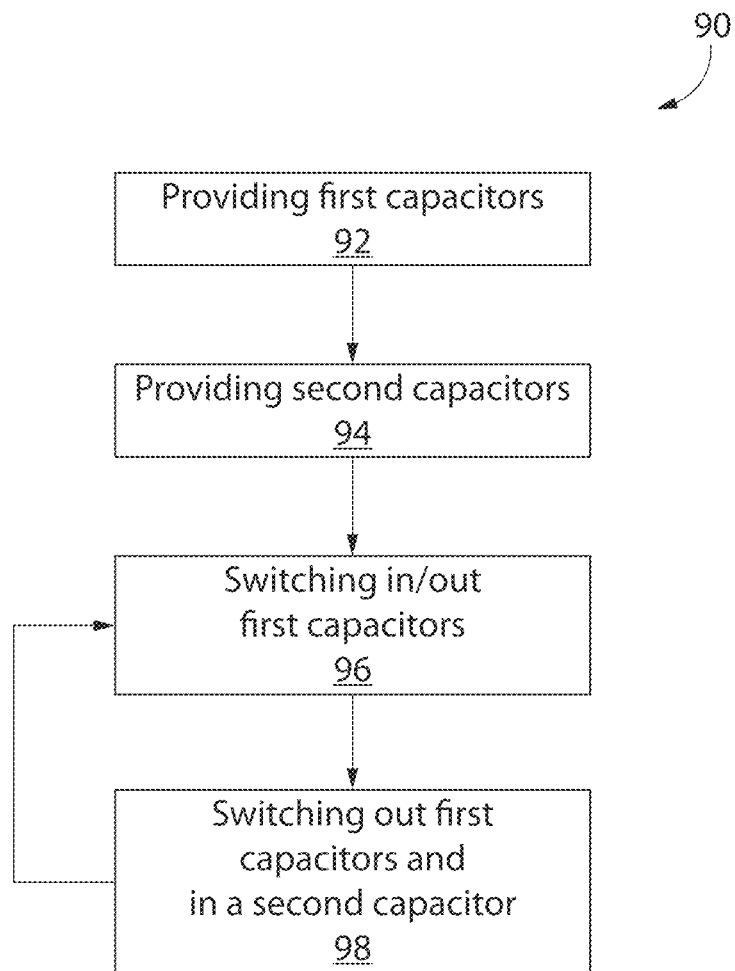 90
Providing first capacitors
92
Providing second capacitors
94
Switching in/out
first capacitors
96
Switching out first
capacitors and
in a second capacitor
98